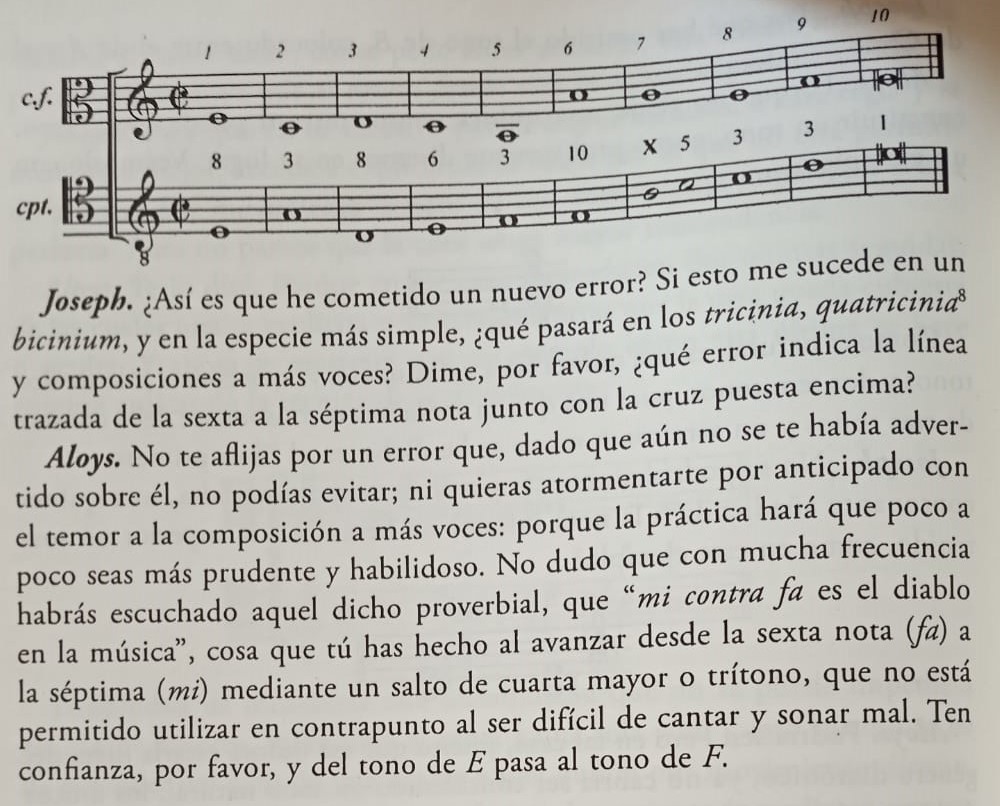 1 2 3 4 5 6 7 8 9 10
c.f.
8 3 8 6 3 10 X 5 3 3 1
cpt.
8
Joseph. ¿Así es que he cometido un nuevo error? Si esto me sucede en un
bicinium, y en la especie más simple, ¿qué pasará en los tricinia, quatricinia⁸
y composiciones a más voces? Dime, por favor, ¿qué error indica la línea
trazada de la sexta a la séptima nota junto con la cruz puesta encima?
Aloys. No te aflijas por un error que, dado que aún no se te había adver-
tido sobre él, no podías evitar; ni quieras atormentarte por anticipado con
el temor a la composición a más voces: porque la práctica hará que poco a
poco seas más prudente y habilidoso. No dudo que con mucha frecuencia
habrás escuchado aquel dicho proverbial, que “mi contra fa es el diablo
en la música”, cosa que tú has hecho al avanzar desde la sexta nota (fa) a
la séptima (mi) mediante un salto de cuarta mayor o trítono, que no está
permitido utilizar en contrapunto al ser difícil de cantar y sonar mal. Ten
confianza, por favor, y del tono de E pasa al tono de F.